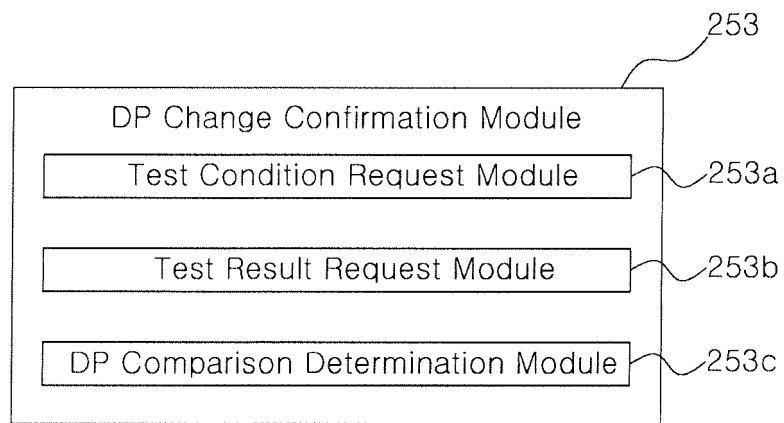 253
DP Change Confirmation Module
Test Condition Request Module
253a
Test Result Request Module
253b
DP Comparison Determination Module
253c